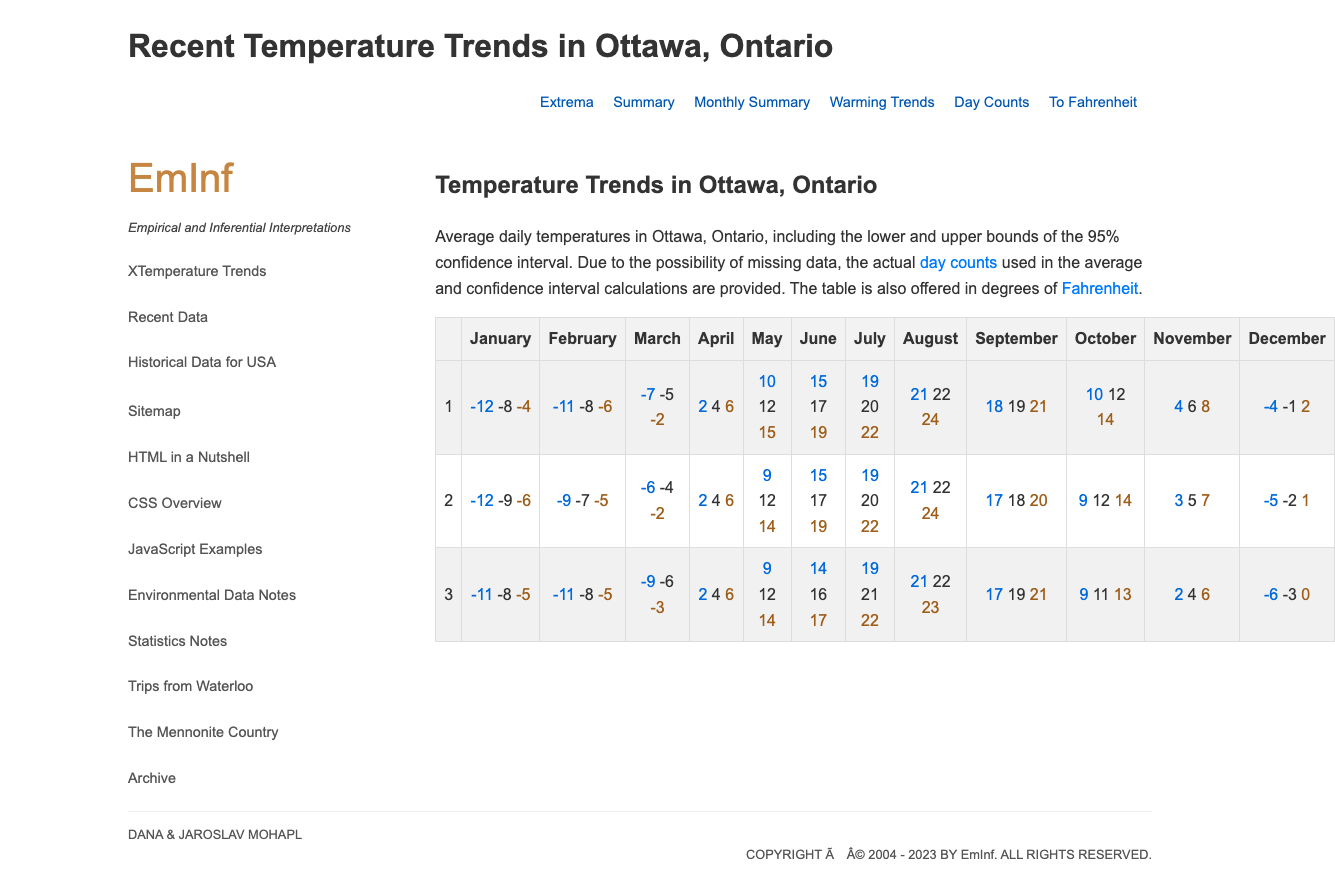 Recent Temperature Trends in Ottawa, Ontario
Extrema Summary Monthly Summary Warming Trends Day Counts To Fahrenheit
EmInf
Empirical and Inferential Interpretations
XTemperature Trends
Recent Data
Historical Data for USA
Sitemap
HTML in a Nutshell
CSS Overview
JavaScript Examples
Environmental Data Notes
Statistics Notes
Trips from Waterloo
The Mennonite Country
Archive
Temperature Trends in Ottawa, Ontario
Average daily temperatures in Ottawa, Ontario, including the lower and upper bounds of the 95%
confidence interval. Due to the possibility of missing data, the actual day counts used in the average
and confidence interval calculations are provided. The table is also offered in degrees of Fahrenheit.
January February March April May June July August September October November December
1 -12 -8 -4 -11 -8 -6 -7 -5 -2 2 4 6 10 12 15 15 17 19 19 20 22 21 22 24 18 19 21 10 12 14 4 6 8 -4 -1 2
2 -12 -9 -6 -9 -7 -5 -6 -4 -2 2 4 6 9 12 14 15 17 19 19 20 22 21 22 24 17 18 20 9 12 14 3 5 7 -5 -2 1
3 -11 -8 -5 -11 -8 -5 -9 -6 -3 2 4 6 9 12 14 14 16 17 19 21 22 21 22 23 17 19 21 9 11 13 2 4 6 -6 -3 0
DANA & JAROSLAV MOHAPL
COPYRIGHT Ã Â© 2004 - 2023 BY EmInf. ALL RIGHTS RESERVED.